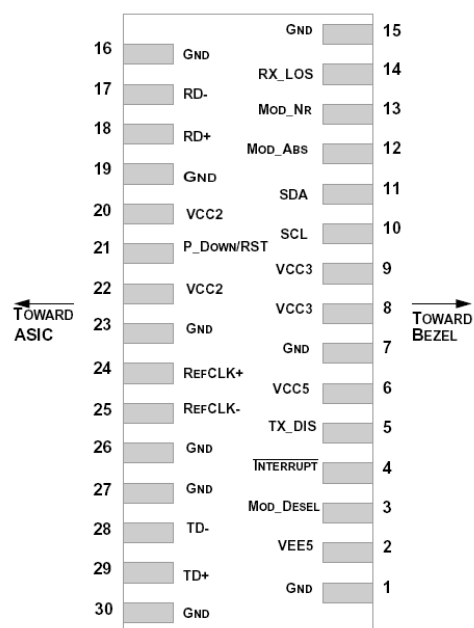 GND 15
16 GND
RX_LOS 14
17 RD-
MOD_NR 13
18 RD+
MOD_ABS 12
19 GND
SDA 11
20 VCC2
SCL 10
21 P_DOWN/RST
VCC3 9
22 VCC2
VCC3 8
TOWARD ASIC
TOWARD BEZEL
23 GND
GND 7
24 REFCLK+
VCC5 6
25 REFCLK-
TX_DIS 5
26 GND
INTERRUPT 4
27 GND
MOD_DESEL 3
28 TD-
VEE5 2
29 TD+
GND 1
30 GND